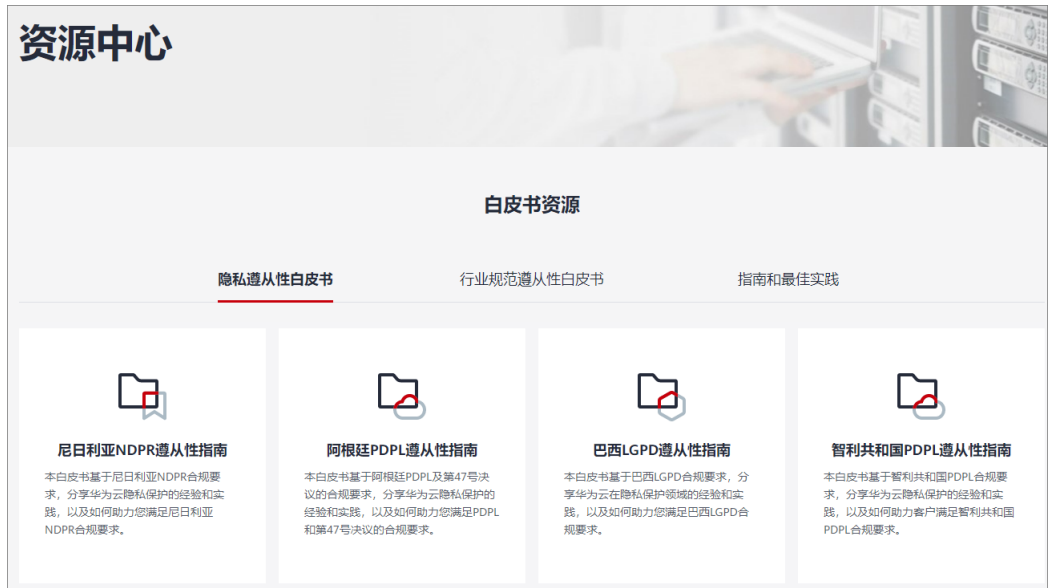 资源中心
白皮书资源
隐私遵从性白皮书
行业规范遵从性白皮书
指南和最佳实践
尼日利亚NDPR遵从性指南
本白皮书基于尼日利亚NDPR合规要
求，分享华为云隐私保护的经验和实
践，以及如何助力您满足尼日利亚
NDPR合规要求。
阿根廷PDPL遵从性指南
本白皮书基于阿根廷PDPL及第47号决
议的合规要求，分享华为云隐私保护的
经验和实践，以及如何助力您满足PDPL
和第47号决议的合规要求。
巴西LGPD遵从性指南
本白皮书基于巴西LGPD合规要求，分
享华为云在隐私保护领域的经验和实
践，以及如何助力您满足巴西LGPD合
规要求。
智利共和国PDPL遵从性指南
本白皮书基于智利共和国PDPL合规要
求，分享华为云隐私保护的经验和实
践，以及如何助力客户满足智利共和国
PDPL合规要求。